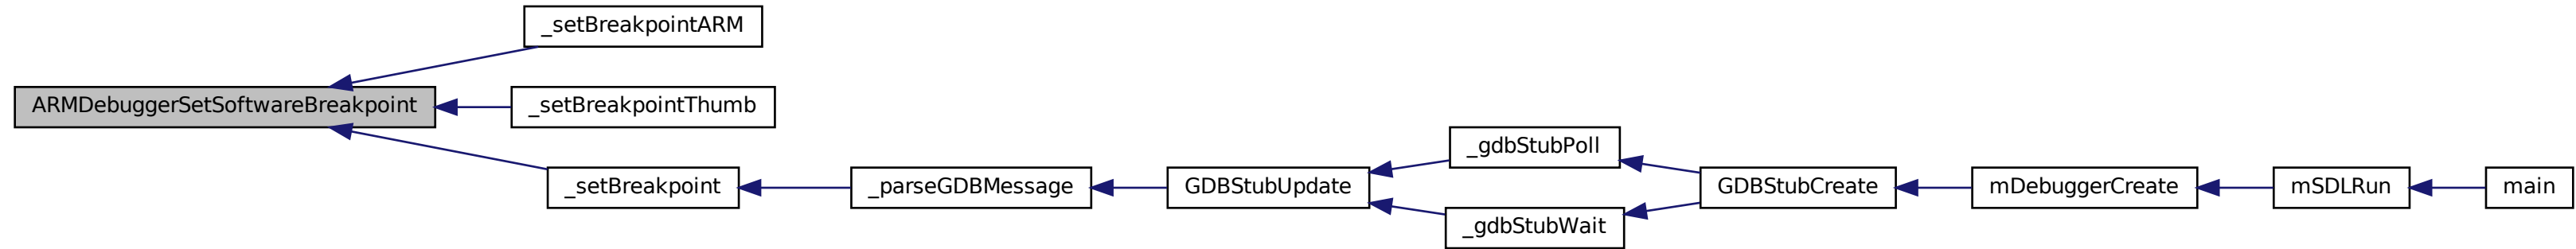 _setBreakpointARM
ARMDebuggerSetSoftwareBreakpoint
_setBreakpointThumb
_setBreakpoint
_parseGDBMessage
GDBStubUpdate
_gdbStubPoll
_gdbStubWait
GDBStubCreate
mDebuggerCreate
mSDLRun
main